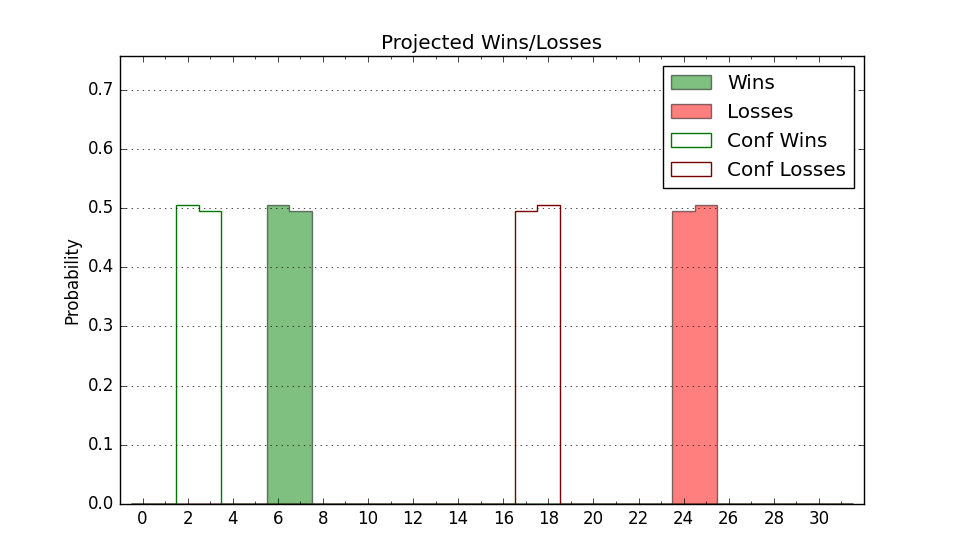 Projected Wins/Losses
Wins
Losses
Conf Wins
Conf Losses
Probability
0.7
0.6
0.5
0.4
0.3
0.2
0.1
0.0
0 2 4 6 8 10 12 14 16 18 20 22 24 26 28 30